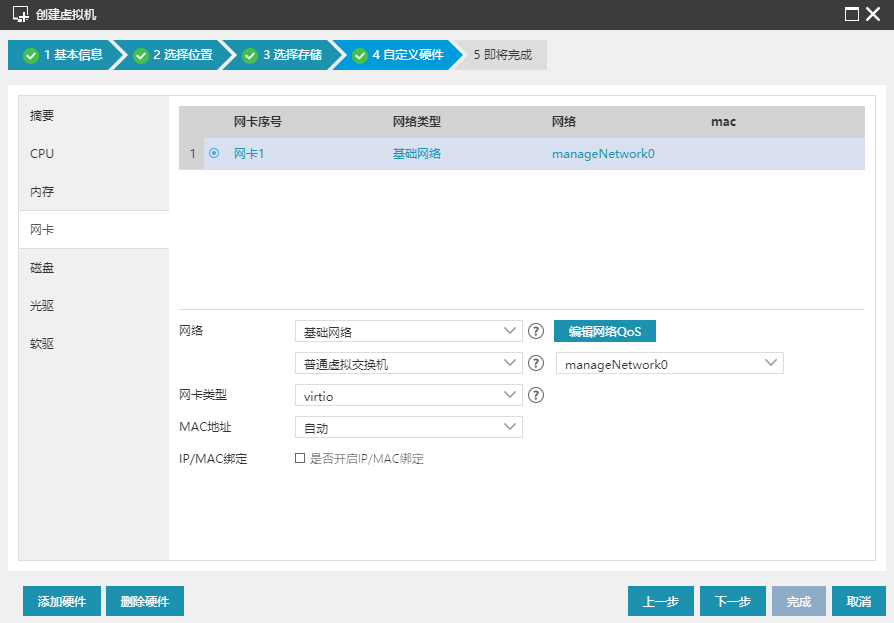 创建虚拟机
1 基本信息 2 选择位置 3 选择存储 4 自定义硬件 5 即将完成
摘要
CPU
内存
网卡
磁盘
光驱
软驱
网卡序号 网络类型 网络 mac
1 网卡1 基础网络 manageNetwork0
网络 基础网络 ? 编辑网络QoS
普通虚拟交换机 ? manageNetwork0
网卡类型 virtio ?
MAC地址 自动
IP/MAC绑定 是否开启IP/MAC绑定
添加硬件 删除硬件 上一步 下一步 完成 取消